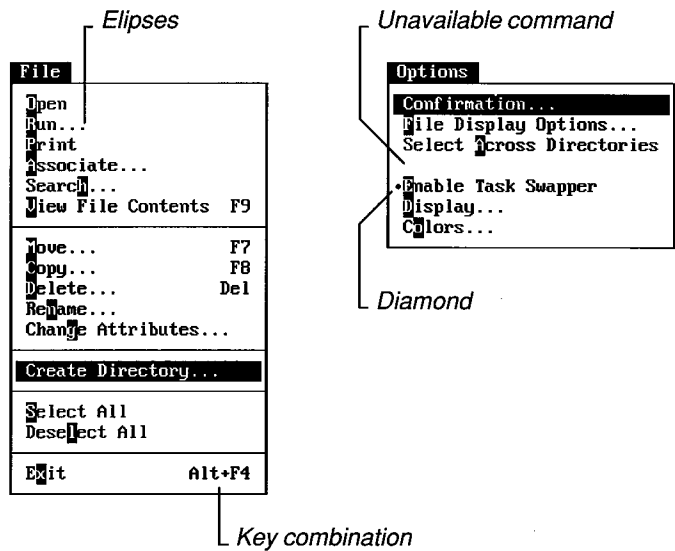 Elipses
Unavailable command
File
Open
Run...
Print
Associate...
Search...
View File Contents F9
Move... F7
Copy... F8
Delete... Del
Rename...
Change Attributes...
Create Directory...
Select All
Deselect All
Exit Alt+F4
Key combination
Options
Confirmation...
File Display Options...
Select Across Directories
Enable Task Swapper
Display...
Colors...
Diamond